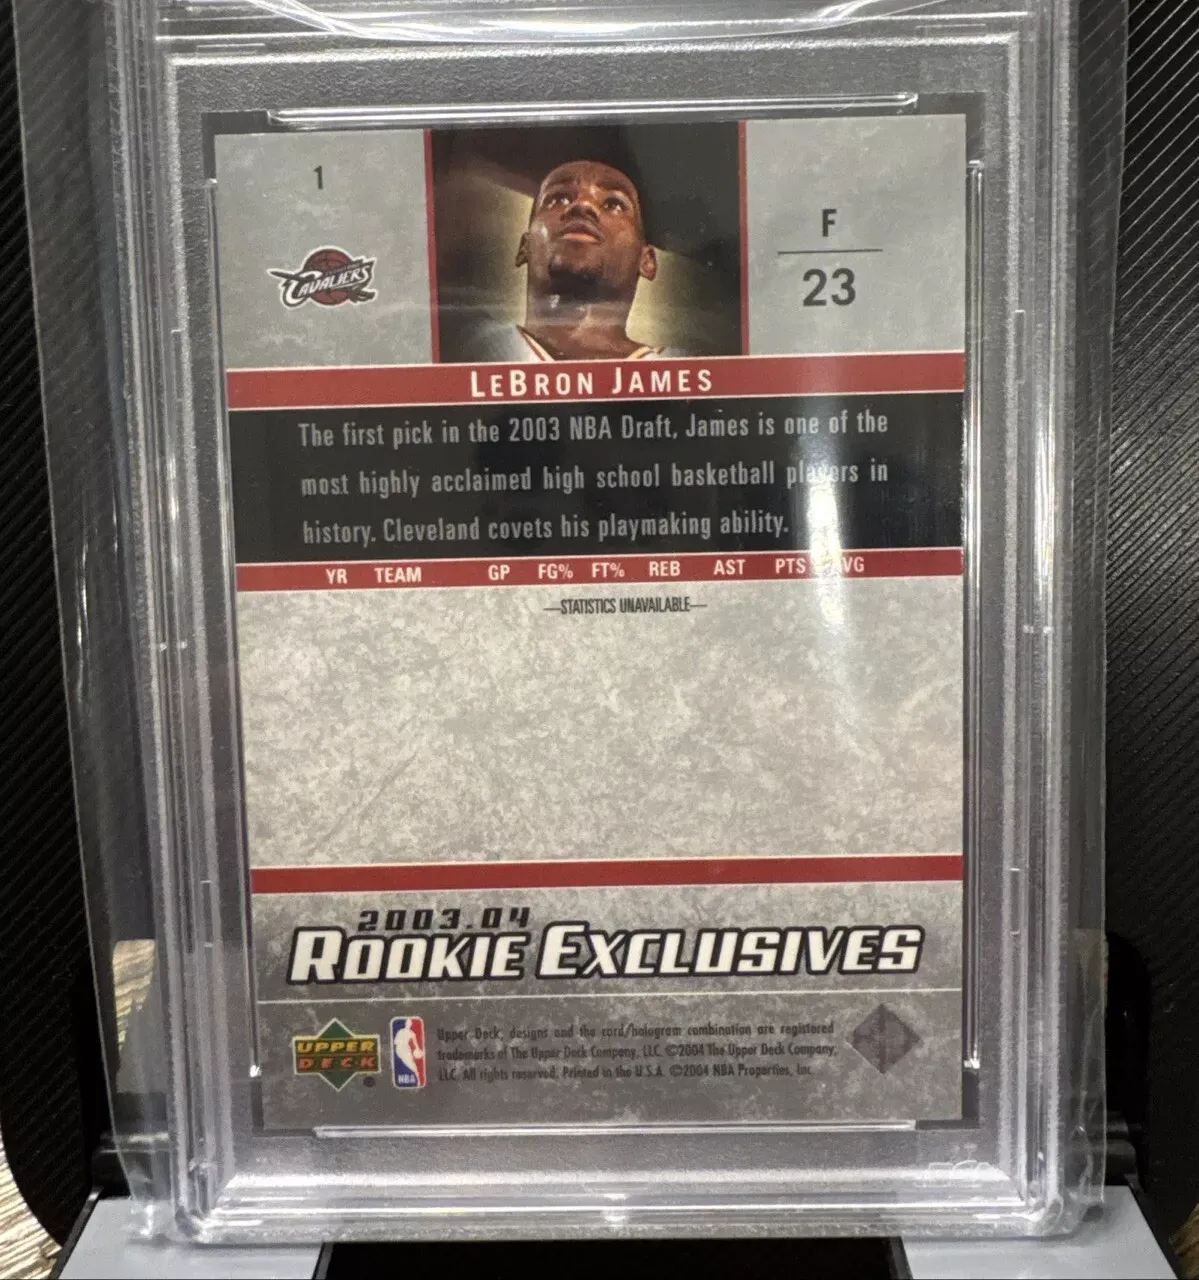 1
F
CAVALIERS
23
LEBRON JAMES
The first pick in the 2003 NBA Draft, James is one of the
most highly acclaimed high school basketball players in
history. Cleveland covets his playmaking ability.
YR TEAM GP FG% FT% REB AST PTS AVG
—STATISTICS UNAVAILABLE—
2003.04
ROOKIE EXCLUSIVES
UPPER
DECK
®
NBA
Upper Deck, designs and the card/hologram combination are registered
trademarks of The Upper Deck Company, LLC. ©2004 The Upper Deck Company,
LLC. All rights reserved. Printed in the U.S.A. ©2004 NBA Properties, Inc.